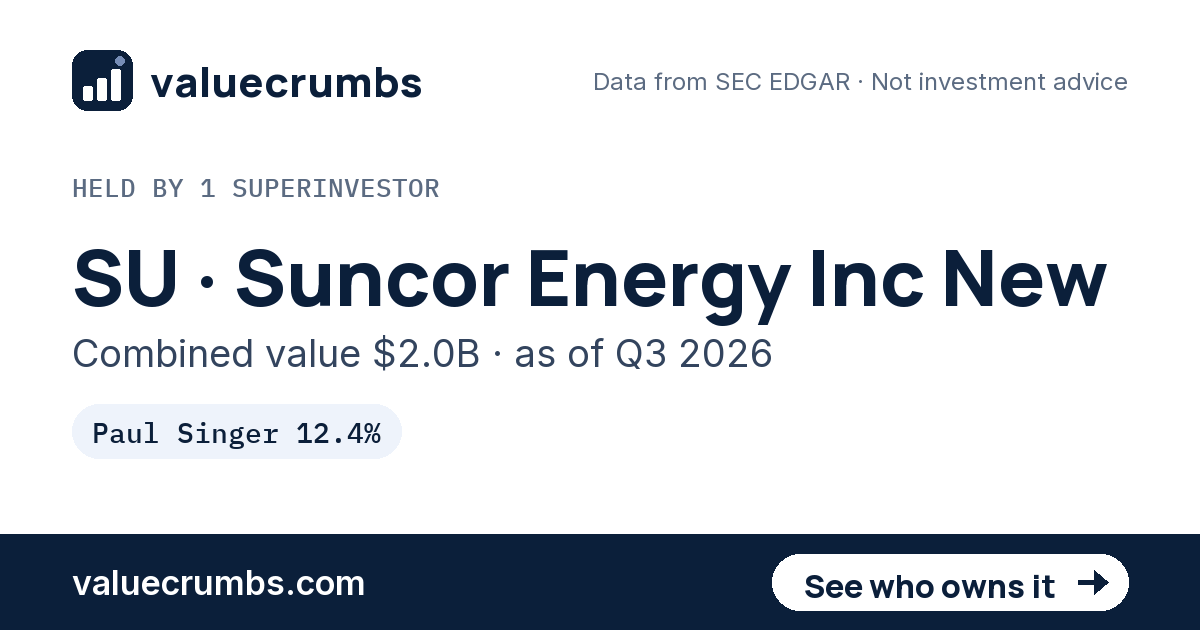 valuecrumbs
Data from SEC EDGAR · Not investment advice
HELD BY 1 SUPERINVESTOR
SU · Suncor Energy Inc New
Combined value $2.0B · as of Q3 2026
Paul Singer 12.4%
valuecrumbs.com
See who owns it →